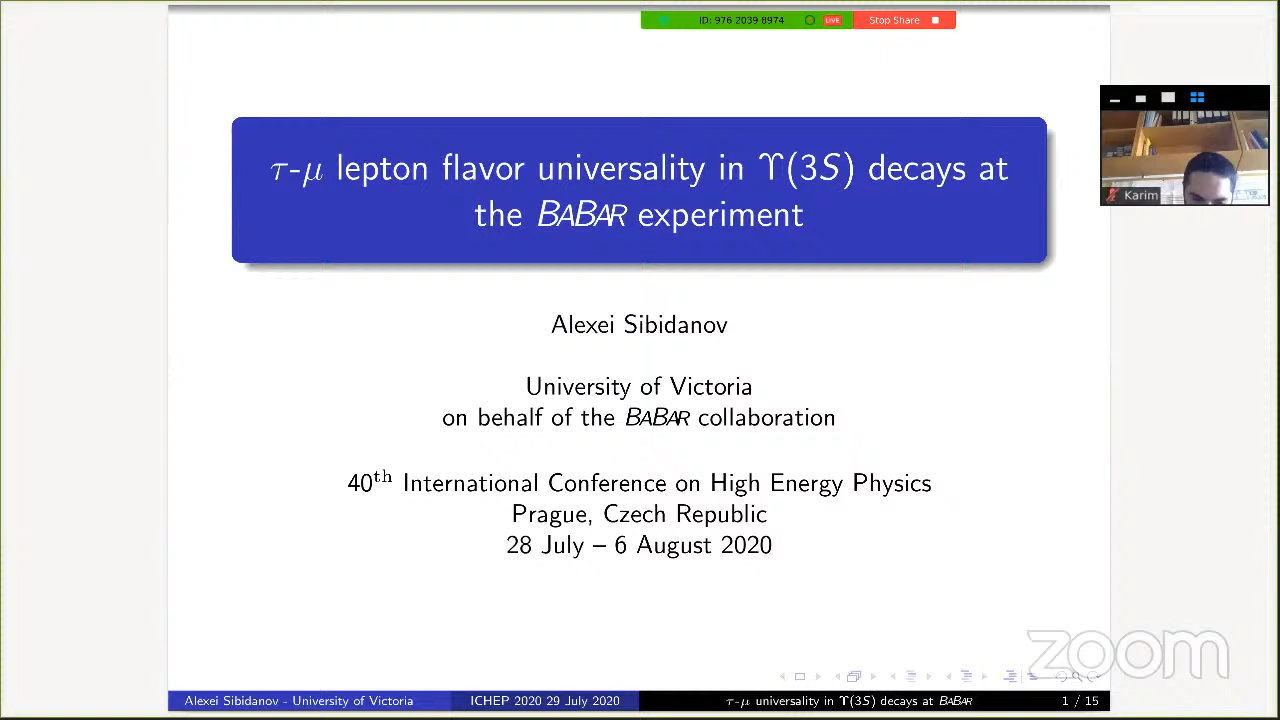 ID: 976 2039 8974 LIVE Stop Share
τ-μ lepton flavor universality in ϒ(3S) decays at
the BABAR experiment
Karim
Alexei Sibidanov
University of Victoria
on behalf of the BABAR collaboration
40th International Conference on High Energy Physics
Prague, Czech Republic
28 July – 6 August 2020
zoom
Alexei Sibidanov - University of Victoria ICHEP 2020 29 July 2020 τ-μ universality in ϒ(3S) decays at BABAR 1 / 15